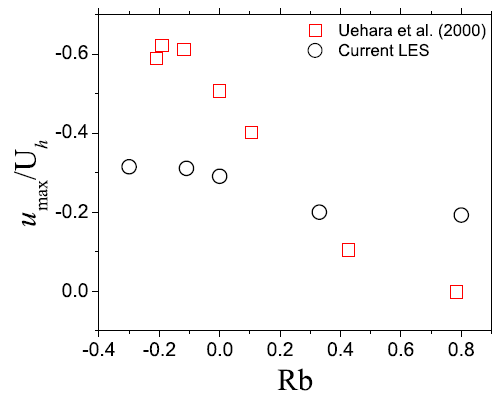 Uehara et al. (2000)
Current LES
-0.6
-0.4
-0.2
0.0
u_max/U_h
-0.4 -0.2 0.0 0.2 0.4 0.6 0.8
Rb